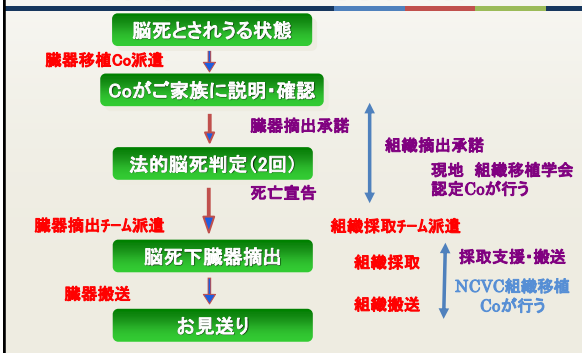 脳死とされうる状態
臓器移植Co派遣
Coがご家族に説明・確認
臓器摘出承諾
組織摘出承諾
法的脳死判定(2回)
現地 組織移植学会
認定Coが行う
死亡宣告
臓器摘出チーム派遣
組織採取チーム派遣
脳死下臓器摘出
組織採取
採取支援・搬送
臓器搬送
NCVC組織移植
Coが行う
組織搬送
お見送り